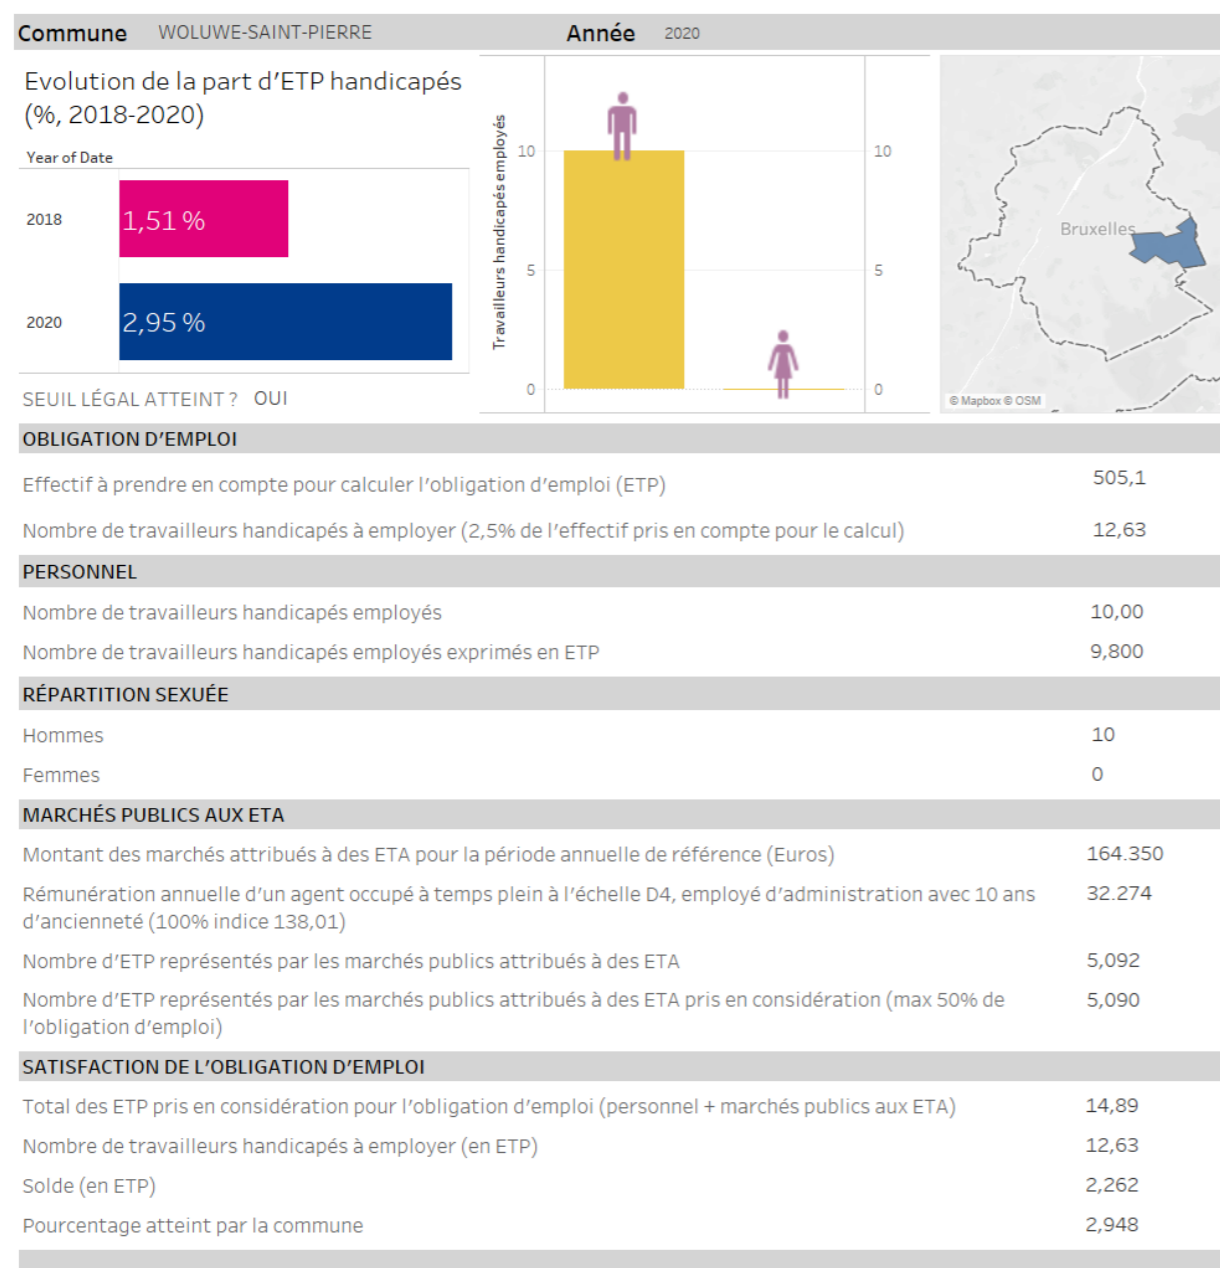 Commune WOLUWE-SAINT-PIERRE Année 2020
Evolution de la part d'ETP handicapés
(%, 2018-2020)
Year of Date
2018 1,51 %
2020 2,95 %
SEUIL LÉGAL ATTEINT ? OUI
Travailleurs handicapés employés
10 10
5 5
0 0
Bruxelles
© Mapbox © OSM
OBLIGATION D'EMPLOI
Effectif à prendre en compte pour calculer l'obligation d'emploi (ETP) 505,1
Nombre de travailleurs handicapés à employer (2,5% de l'effectif pris en compte pour le calcul) 12,63
PERSONNEL
Nombre de travailleurs handicapés employés 10,00
Nombre de travailleurs handicapés employés exprimés en ETP 9,800
RÉPARTITION SEXUÉE
Hommes 10
Femmes 0
MARCHÉS PUBLICS AUX ETA
Montant des marchés attribués à des ETA pour la période annuelle de référence (Euros) 164.350
Rémunération annuelle d'un agent occupé à temps plein à l'échelle D4, employé d'administration avec 10 ans 32.274
d'ancienneté (100% indice 138,01)
Nombre d'ETP représentés par les marchés publics attribués à des ETA 5,092
Nombre d'ETP représentés par les marchés publics attribués à des ETA pris en considération (max 50% de 5,090
l'obligation d'emploi)
SATISFACTION DE L'OBLIGATION D'EMPLOI
Total des ETP pris en considération pour l'obligation d'emploi (personnel + marchés publics aux ETA) 14,89
Nombre de travailleurs handicapés à employer (en ETP) 12,63
Solde (en ETP) 2,262
Pourcentage atteint par la commune 2,948